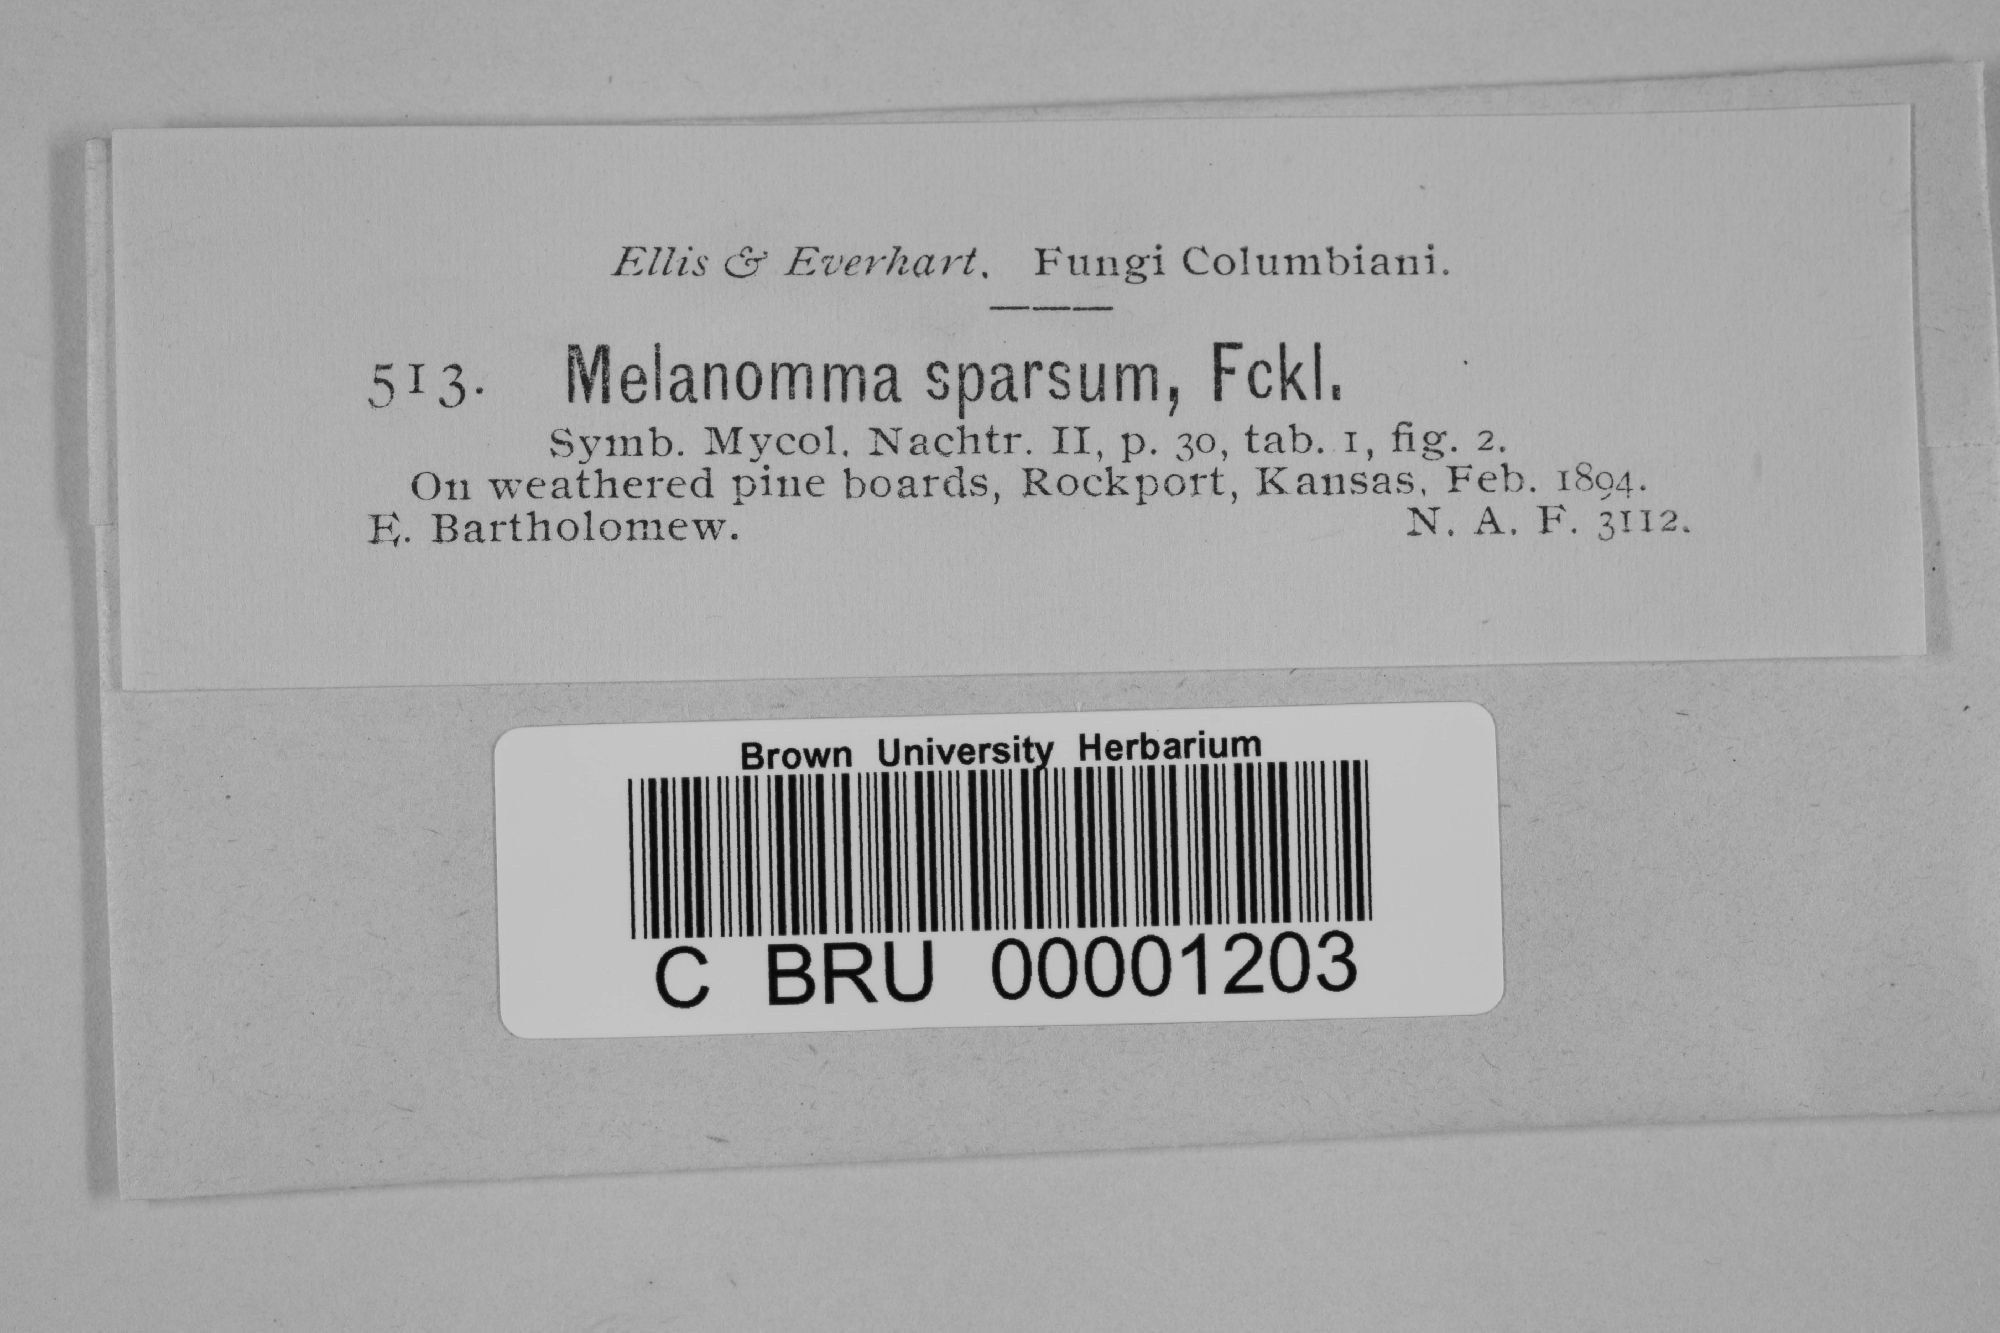 Ellis & Everhart. Fungi Columbiani.
513. Melanomma sparsum, Fckl.
Symb. Mycol. Nachtr. II, p. 30, tab. 1, fig. 2.
On weathered pine boards, Rockport, Kansas, Feb. 1894.
E. Bartholomew. N. A. F. 3112.
Brown University Herbarium
C BRU 00001203